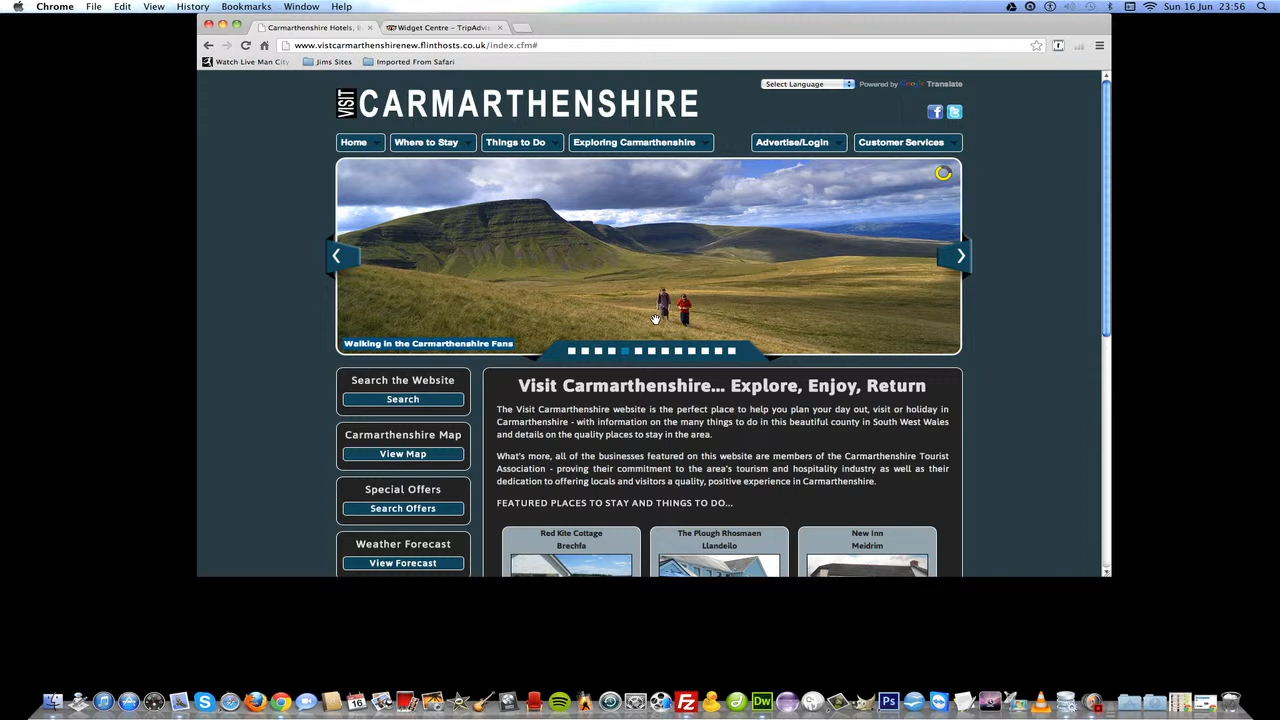 Chrome File Edit View History Bookmarks Window Help
Sun 16 Jun 23:56
Carmarthenshire Hotels,
Widget Centre – TripAdvis
www.vistcarmarthenshirenew.flinthosts.co.uk/index.cfm#
Watch Live Man City
Jims Sites
Imported From Safari
Select Language
Powered by Google Translate
VISIT CARMARTHENSHIRE
Home
Where to Stay
Things to Do
Exploring Carmarthenshire
Advertise/Login
Customer Services
Walking in the Carmarthenshire Fans
Search the Website
Search
Carmarthenshire Map
View Map
Special Offers
Search Offers
Weather Forecast
View Forecast
Visit Carmarthenshire... Explore, Enjoy, Return
The Visit Carmarthenshire website is the perfect place to help you plan your day out, visit or holiday in
Carmarthenshire - with information on the many things to do in this beautiful county in South West Wales
and details on the quality places to stay in the area.
What's more, all of the businesses featured on this website are members of the Carmarthenshire Tourist
Association - proving their commitment to the area's tourism and hospitality industry as well as their
dedication to offering locals and visitors a quality, positive experience in Carmarthenshire.
FEATURED PLACES TO STAY AND THINGS TO DO...
Red Kite Cottage
Brechfa
The Plough Rhosmaen
Llandeilo
New Inn
Meidrim
16
Dw
Ps